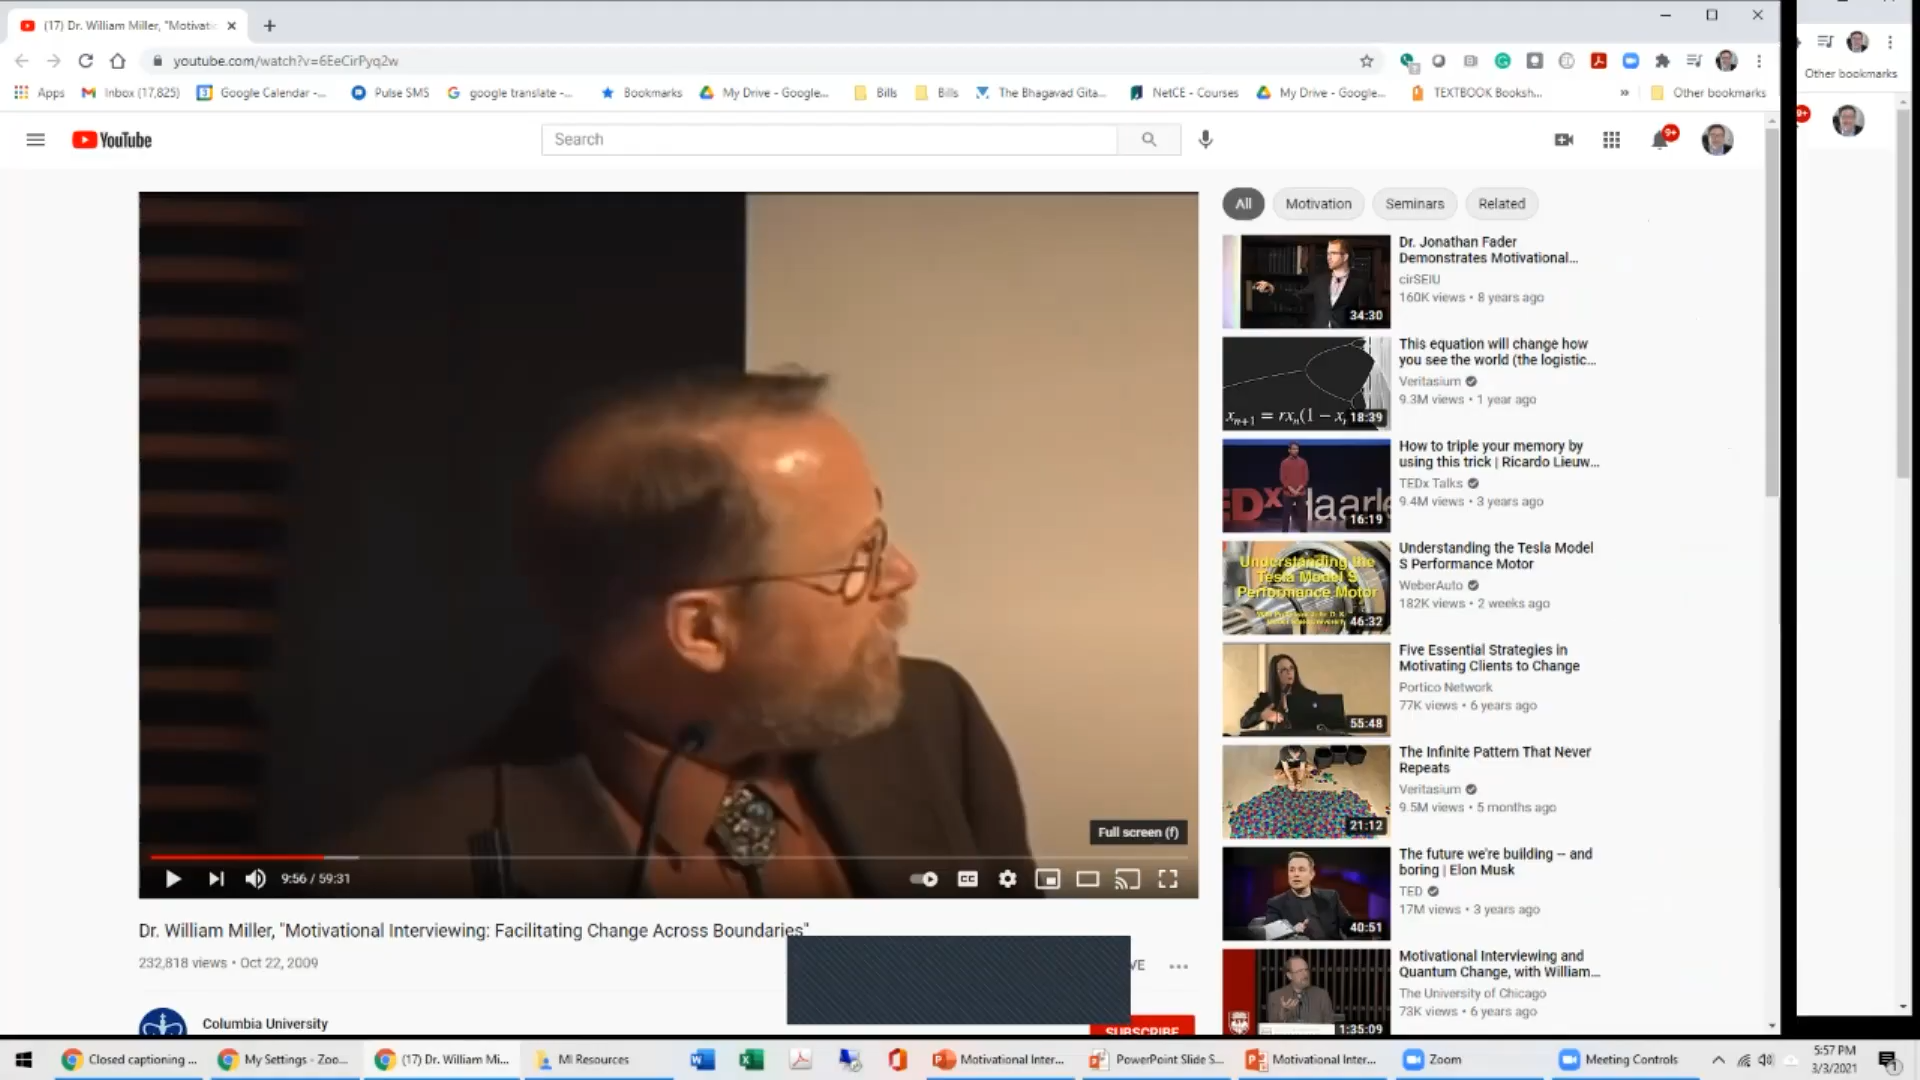 (17) Dr. William Miller, "Motivatio
youtube.com/watch?v=6EeCirPyq2w
Other bookmarks
Apps
Inbox (17,825)
Google Calendar -...
Pulse SMS
google translate -...
Bookmarks
My Drive - Google...
Bills
Bills
The Bhagavad Gita...
NetCE - Courses
My Drive - Google...
TEXTBOOK Booksh...
»
Other bookmarks
YouTube
Search
9+
9+
All
Motivation
Seminars
Related
Dr. Jonathan Fader
Demonstrates Motivational...
cirSEIU
160K views • 8 years ago
34:30
This equation will change how
you see the world (the logistic...
Veritasium
9.3M views • 1 year ago
18:39
How to triple your memory by
using this trick | Ricardo Lieuw...
TEDx Talks
9.4M views • 3 years ago
16:19
Understanding the Tesla Model
S Performance Motor
WeberAuto
182K views • 2 weeks ago
Understanding the
Tesla Model S
Performance Motor
46:32
Five Essential Strategies in
Motivating Clients to Change
Portico Network
77K views • 6 years ago
55:48
The Infinite Pattern That Never
Repeats
Veritasium
9.5M views • 5 months ago
21:12
The future we're building -- and
boring | Elon Musk
TED
17M views • 3 years ago
40:51
Motivational Interviewing and
Quantum Change, with William...
The University of Chicago
73K views • 6 years ago
1:35:09
Full screen (f)
9:56 / 59:31
CC
Dr. William Miller, "Motivational Interviewing: Facilitating Change Across Boundaries"
232,818 views • Oct 22, 2009
VE
Columbia University
SUBSCRIBE
Closed captioning ...
My Settings - Zoo...
(17) Dr. William Mi...
MI Resources
Motivational Inter...
PowerPoint Slide S...
Motivational Inter...
Zoom
Meeting Controls
5:57 PM
3/3/2021